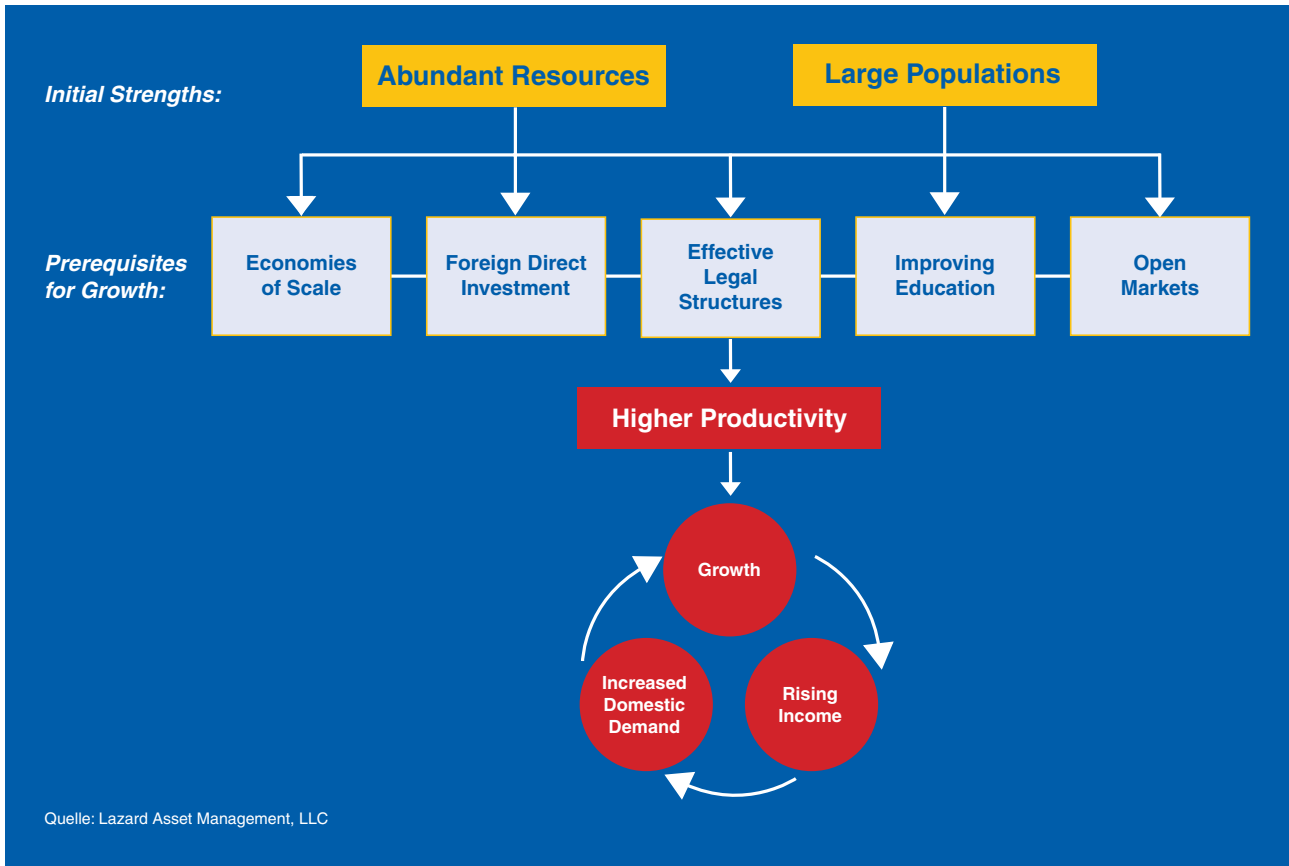 Abundant Resources
Large Populations
Initial Strengths:
Prerequisites
for Growth:
Economies
of Scale
Foreign Direct
Investment
Effective
Legal
Structures
Improving
Education
Open
Markets
Higher Productivity
Growth
Increased
Domestic
Demand
Rising
Income
Quelle: Lazard Asset Management, LLC